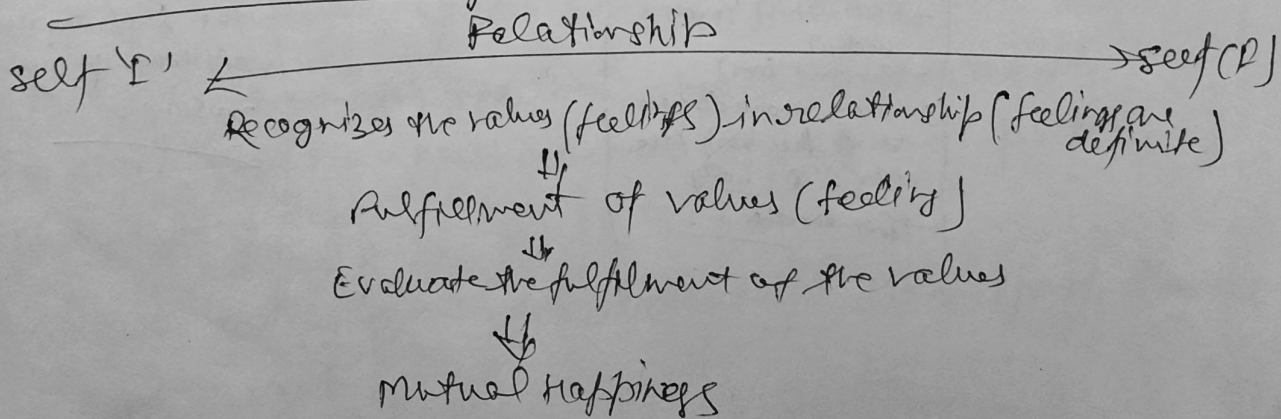 Relationship
self 'I' self (I)
Recognizes the values (feelings) in relationship (feelings are
definite)
Fulfillment of values (feeling)
Evaluate the fulfilment of the values
Mutual Happiness